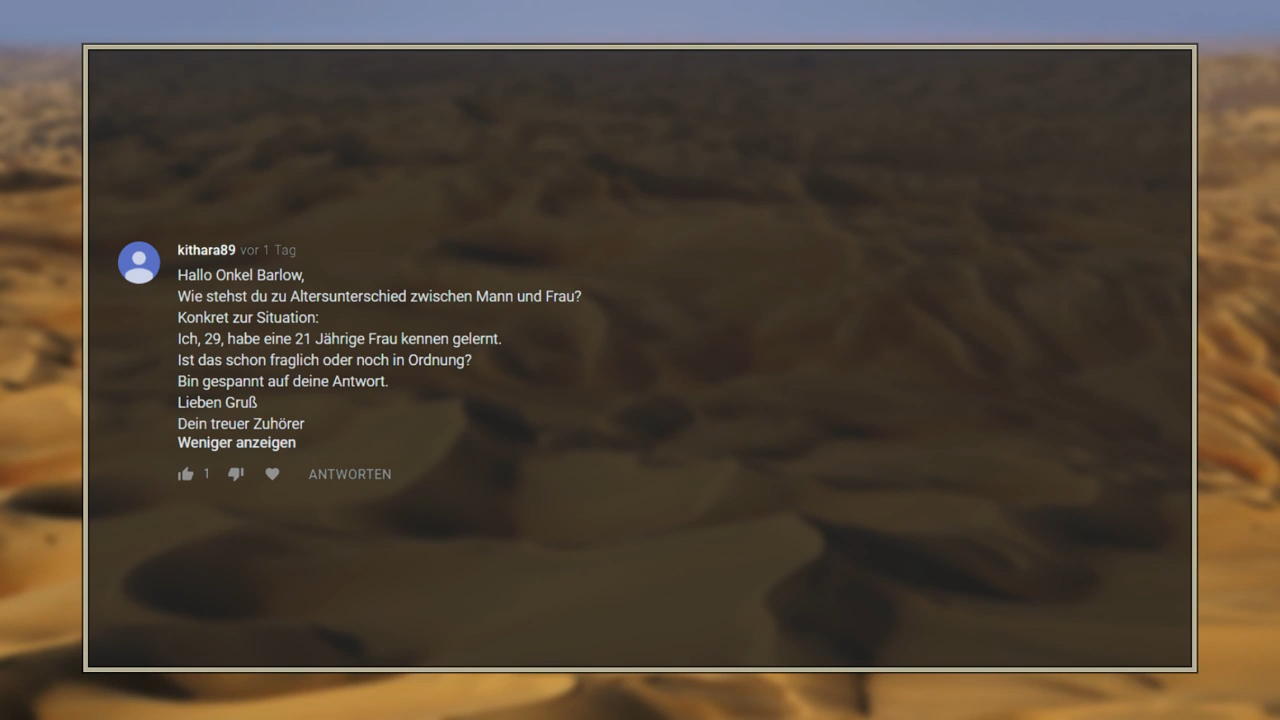 kithara89 vor 1 Tag
Hallo Onkel Barlow,
Wie stehst du zu Altersunterschied zwischen Mann und Frau?
Konkret zur Situation:
Ich, 29, habe eine 21 Jährige Frau kennen gelernt.
Ist das schon fraglich oder noch in Ordnung?
Bin gespannt auf deine Antwort.
Lieben Gruß
Dein treuer Zuhörer
Weniger anzeigen
1 ANTWORTEN